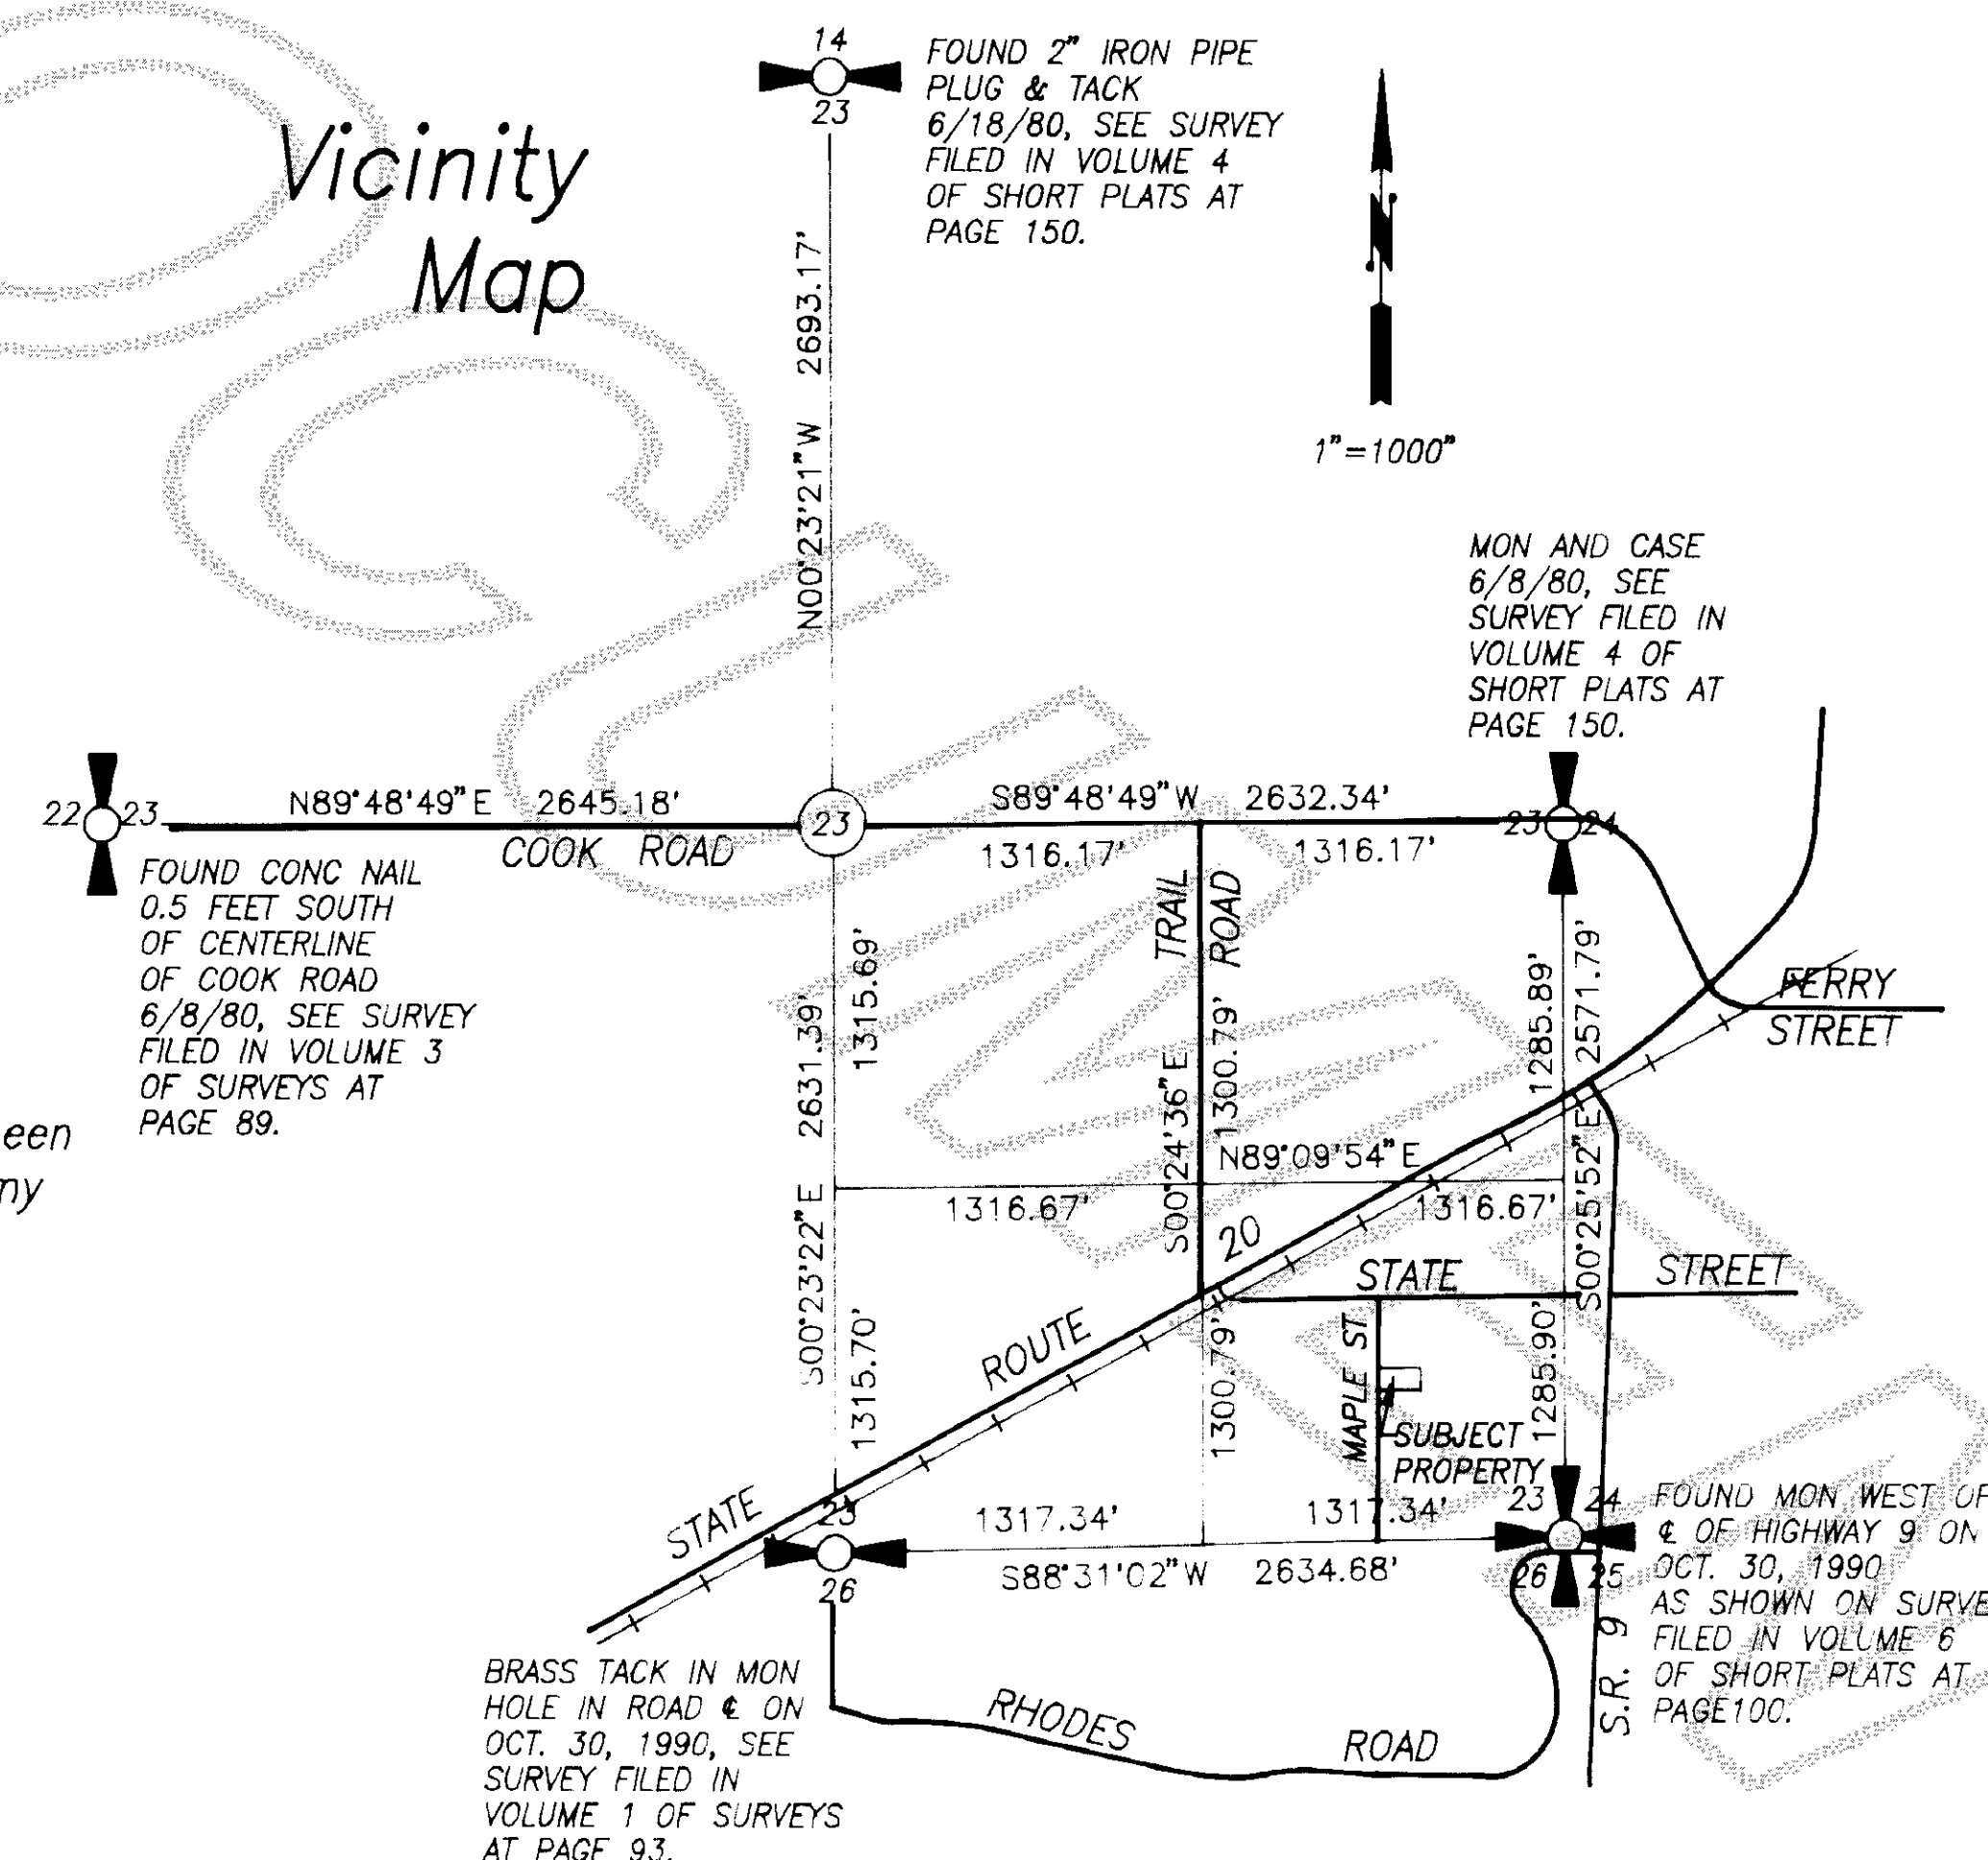 Vicinity
Map
14
23
FOUND 2" IRON PIPE
PLUG & TACK
6/18/80, SEE SURVEY
FILED IN VOLUME 4
OF SHORT PLATS AT
PAGE 150.
N00°23'21"W 2693.17'
N
1"=1000"
MON AND CASE
6/8/80, SEE
SURVEY FILED IN
VOLUME 4 OF
SHORT PLATS AT
PAGE 150.
22 23
N89°48'49"E 2645.18'
COOK ROAD
23
S89°48'49"W 2632.34'
1316.17' 1316.17'
23 24
FOUND CONC NAIL
0.5 FEET SOUTH
OF CENTERLINE
OF COOK ROAD
6/8/80, SEE SURVEY
FILED IN VOLUME 3
OF SURVEYS AT
PAGE 89.
een
ny
S00°23'22"E 2631.39'
1315.69'
1315.70'
TRAIL
ROAD
S00°24'36"E 1300.79'
1300.79'
1285.89'
S00°25'52"E 2571.79'
1285.90'
FERRY
STREET
N89°09'54"E
1316.67' 1316.67'
STATE ROUTE 20
STATE STREET
MAPLE ST.
SUBJECT
PROPERTY
23
26
1317.34' 1317.34'
S88°31'02"W 2634.68'
23 24
26 25
FOUND MON WEST OF
℄ OF HIGHWAY 9 ON
OCT. 30, 1990
AS SHOWN ON SURVE
FILED IN VOLUME 6
OF SHORT PLATS AT
PAGE100.
S.R. 9
RHODES ROAD
BRASS TACK IN MON
HOLE IN ROAD ℄ ON
OCT. 30, 1990, SEE
SURVEY FILED IN
VOLUME 1 OF SURVEYS
AT PAGE 93.